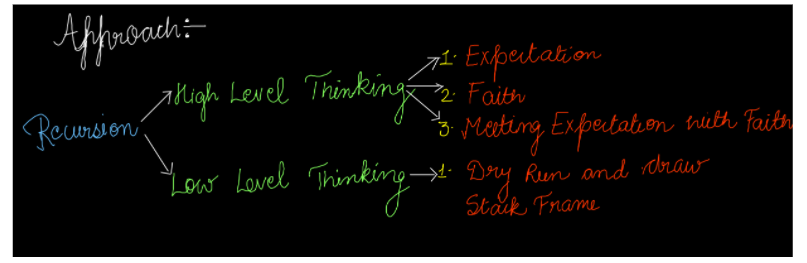 Approach:-
1. Expectation
High Level Thinking
2. Faith
Recursion
3. Meeting Expectation with Faith
Low Level Thinking
1. Dry Run and draw
Stack Frame